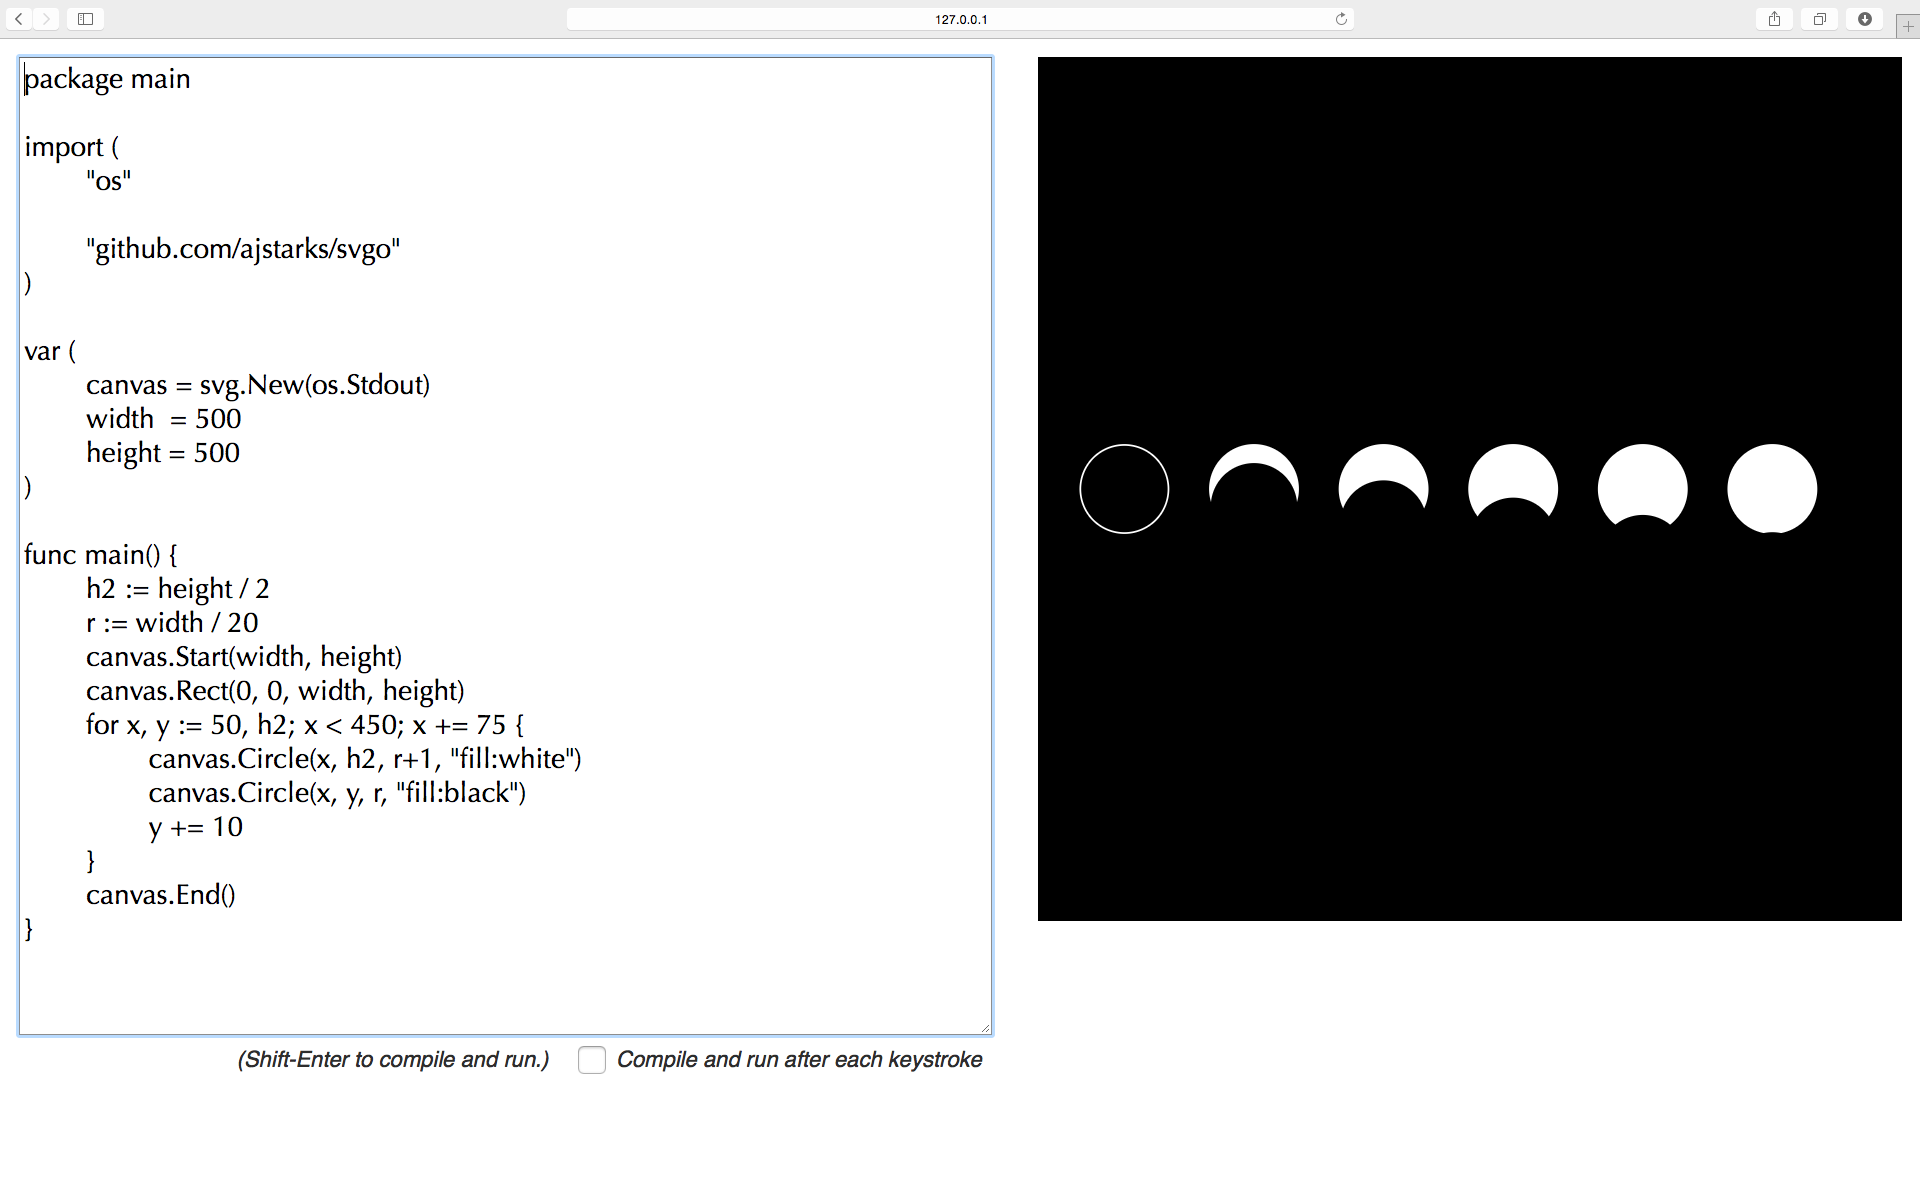 127.0.0.1
package main
import (
"os"
"github.com/ajstarks/svgo"
)
var (
canvas = svg.New(os.Stdout)
width  = 500
height = 500
)
func main() {
h2 := height / 2
r := width / 20
canvas.Start(width, height)
canvas.Rect(0, 0, width, height)
for x, y := 50, h2; x < 450; x += 75 {
canvas.Circle(x, h2, r+1, "fill:white")
canvas.Circle(x, y, r, "fill:black")
y += 10
}
canvas.End()
}
(Shift-Enter to compile and run.) Compile and run after each keystroke